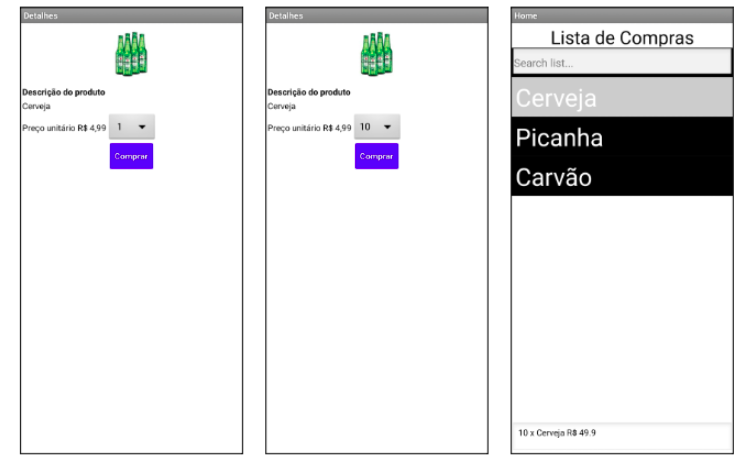 Detalhes
Descrição do produto
Cerveja
Preço unitário R$ 4,99 1
Comprar
Detalhes
Descrição do produto
Cerveja
Preço unitário R$ 4,99 10
Comprar
Home
Lista de Compras
Search list...
Cerveja
Picanha
Carvão
10 x Cerveja R$ 49.9